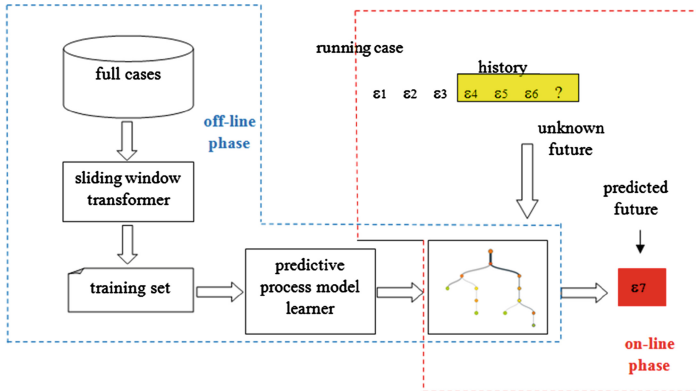 full cases
off-line
phase
sliding window
transformer
training set
predictive
process model
learner
running case
history
ε1 ε2 ε3 ε4 ε5 ε6 ?
unknown
future
predicted
future
ε7
on-line
phase